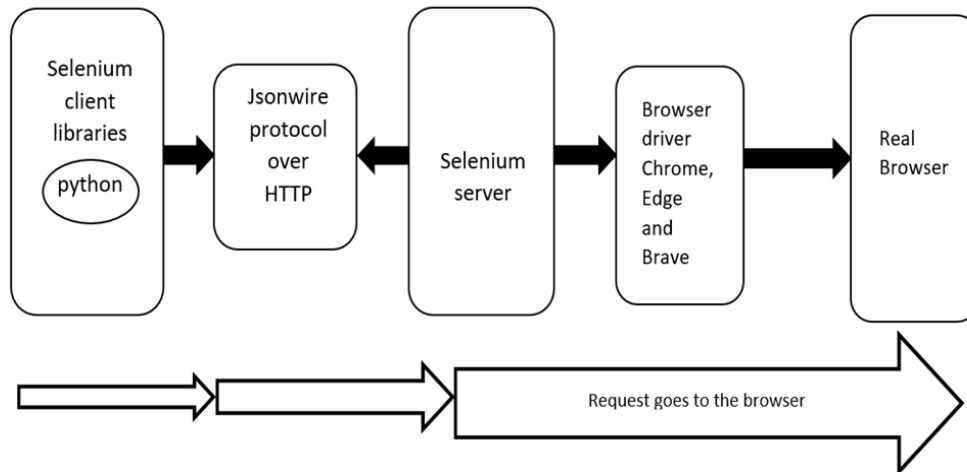 Selenium
client
libraries
python
Jsonwire
protocol
over
HTTP
Selenium
server
Browser
driver
Chrome,
Edge
and
Brave
Real
Browser
Request goes to the browser